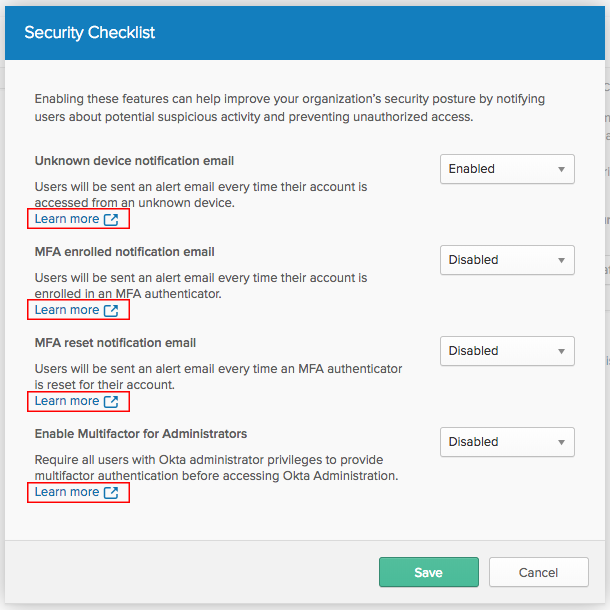 Security Checklist
Enabling these features can help improve your organization's security posture by notifying
users about potential suspicious activity and preventing unauthorized access.
Unknown device notification email
Enabled
Users will be sent an alert email every time their account is
accessed from an unknown device.
Learn more
MFA enrolled notification email
Disabled
Users will be sent an alert email every time their account is
enrolled in an MFA authenticator.
Learn more
MFA reset notification email
Disabled
Users will be sent an alert email every time an MFA authenticator
is reset for their account.
Learn more
Enable Multifactor for Administrators
Disabled
Require all users with Okta administrator privileges to provide
multifactor authentication before accessing Okta Administration.
Learn more
Save
Cancel